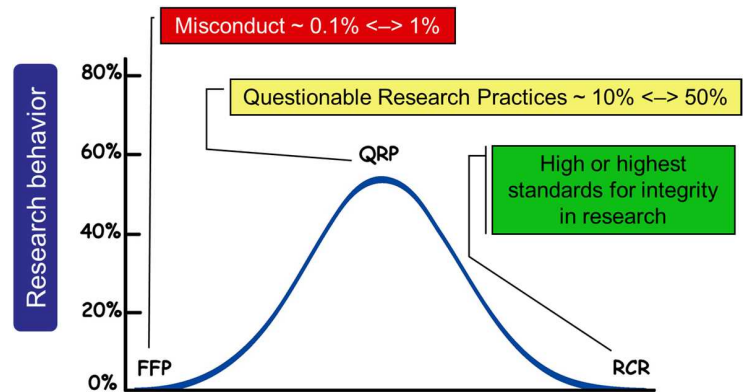 Misconduct ~ 0.1% <–> 1%
80%
Questionable Research Practices ~ 10% <–> 50%
Research behavior
60%
QRP
High or highest
standards for integrity
in research
40%
20%
FFP
RCR
0%